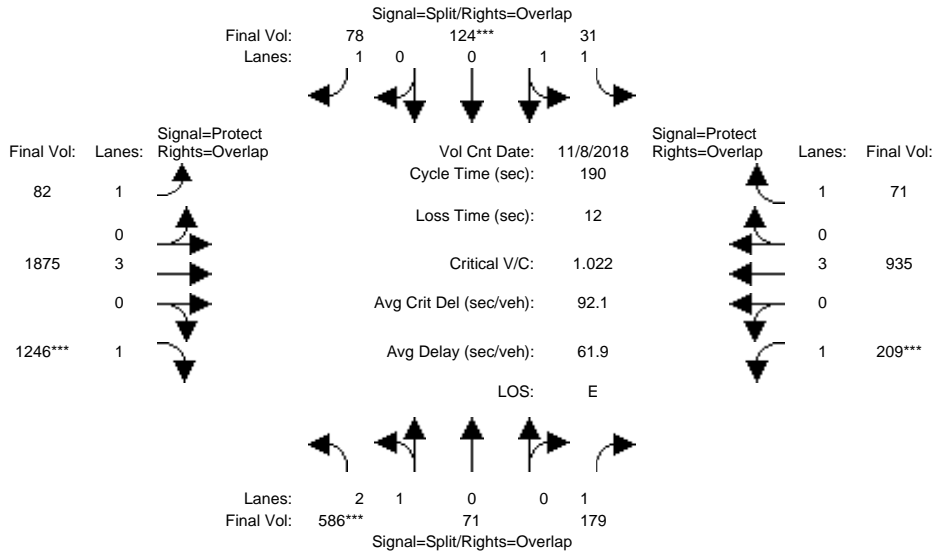 Signal=Split/Rights=Overlap
Final Vol: 78 124*** 31
Lanes: 1 0 0 1 1
Signal=Protect
Final Vol: Lanes: Rights=Overlap
Vol Cnt Date: 11/8/2018
Signal=Protect
Rights=Overlap Lanes: Final Vol:
Cycle Time (sec): 190
82 1
1 71
Loss Time (sec): 12
0
0
1875 3
Critical V/C: 1.022
3 935
0
Avg Crit Del (sec/veh): 92.1
0
1246*** 1
Avg Delay (sec/veh): 61.9
1 209***
LOS: E
Lanes: 2 1 0 0 1
Final Vol: 586*** 71 179
Signal=Split/Rights=Overlap